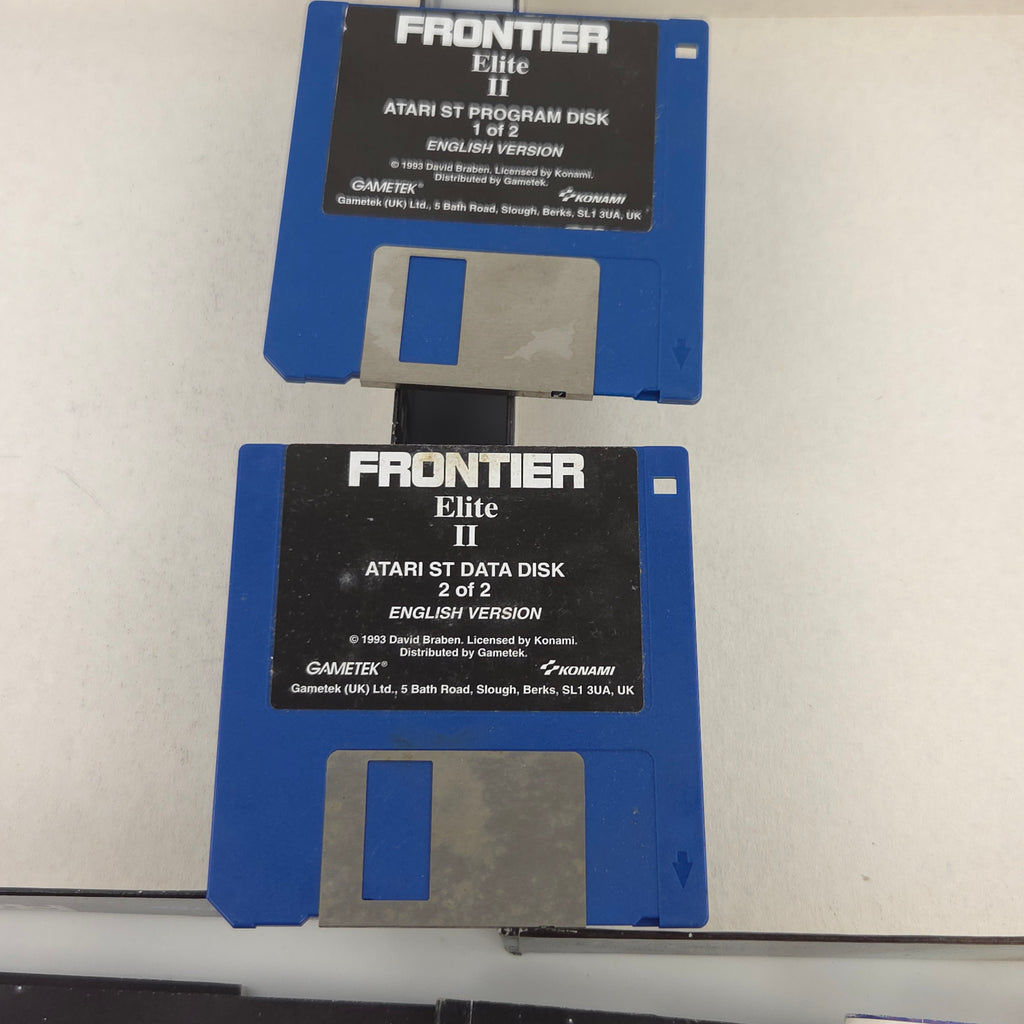 FRONTIER
Elite
II
ATARI ST PROGRAM DISK
1 of 2
ENGLISH VERSION
© 1993 David Braben. Licensed by Konami.
Distributed by Gametek.
GAMETEK® KONAMI
Gametek (UK) Ltd., 5 Bath Road, Slough, Berks, SL1 3UA, UK
FRONTIER
Elite
II
ATARI ST DATA DISK
2 of 2
ENGLISH VERSION
© 1993 David Braben. Licensed by Konami.
Distributed by Gametek.
GAMETEK® KONAMI
Gametek (UK) Ltd., 5 Bath Road, Slough, Berks, SL1 3UA, UK